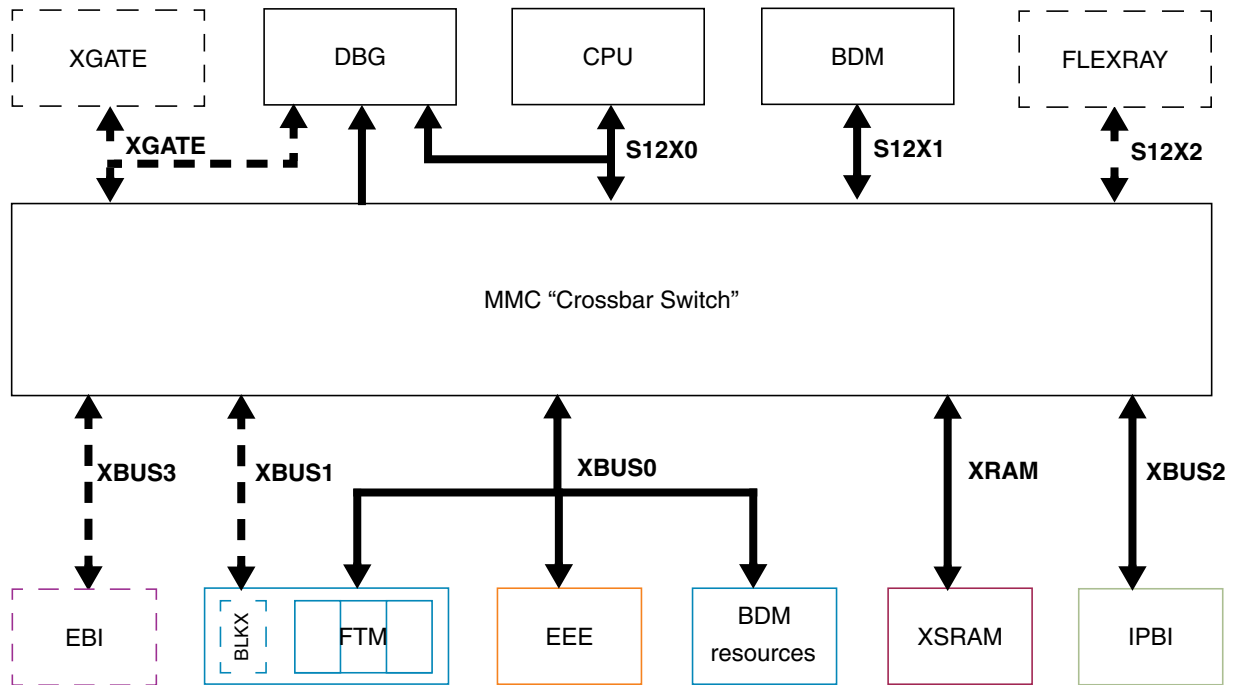 XGATE
DBG
CPU
BDM
FLEXRAY
XGATE
S12X0
S12X1
S12X2
MMC “Crossbar Switch”
XBUS3
XBUS1
XBUS0
XRAM
XBUS2
EBI
BLKX
FTM
EEE
BDM
resources
XSRAM
IPBI